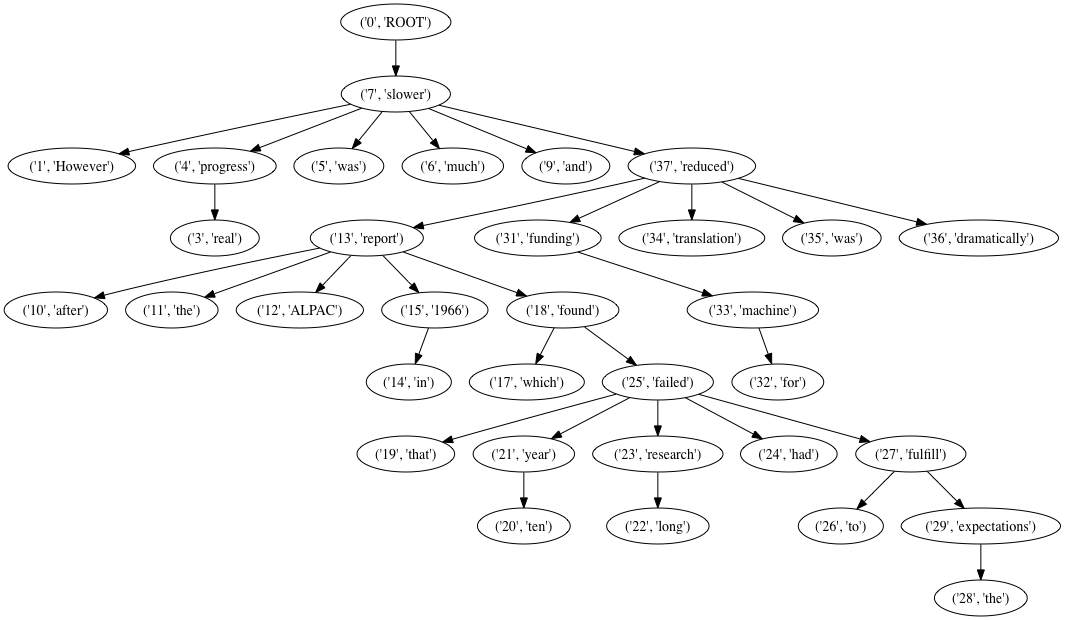 ('0', 'ROOT')
('7', 'slower')
('1', 'However')
('4', 'progress')
('5', 'was')
('6', 'much')
('9', 'and')
('37', 'reduced')
('3', 'real')
('13', 'report')
('31', 'funding')
('34', 'translation')
('35', 'was')
('36', 'dramatically')
('10', 'after')
('11', 'the')
('12', 'ALPAC')
('15', '1966')
('18', 'found')
('33', 'machine')
('14', 'in')
('17', 'which')
('25', 'failed')
('32', 'for')
('19', 'that')
('21', 'year')
('23', 'research')
('24', 'had')
('27', 'fulfill')
('20', 'ten')
('22', 'long')
('26', 'to')
('29', 'expectations')
('28', 'the')